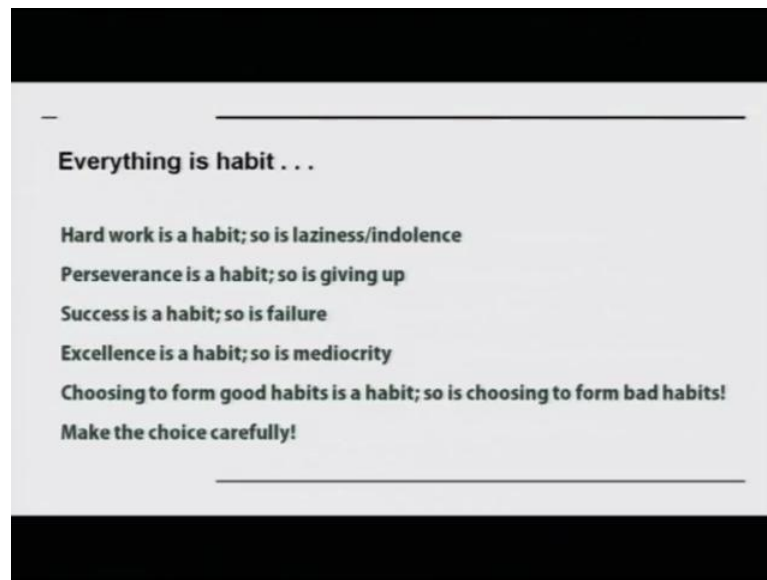 Everything is habit . . .
Hard work is a habit; so is laziness/indolence
Perseverance is a habit; so is giving up
Success is a habit; so is failure
Excellence is a habit; so is mediocrity
Choosing to form good habits is a habit; so is choosing to form bad habits!
Make the choice carefully!